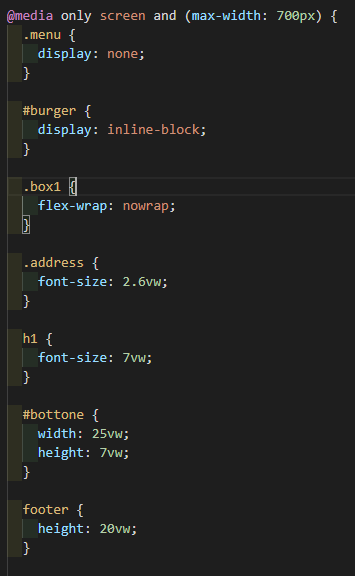 @media only screen and (max-width: 700px) {
  .menu {
    display: none;
  }

  #burger {
    display: inline-block;
  }

  .box1 {
    flex-wrap: nowrap;
  }

  .address {
    font-size: 2.6vw;
  }

  h1 {
    font-size: 7vw;
  }

  #bottone {
    width: 25vw;
    height: 7vw;
  }

  footer {
    height: 20vw;
  }